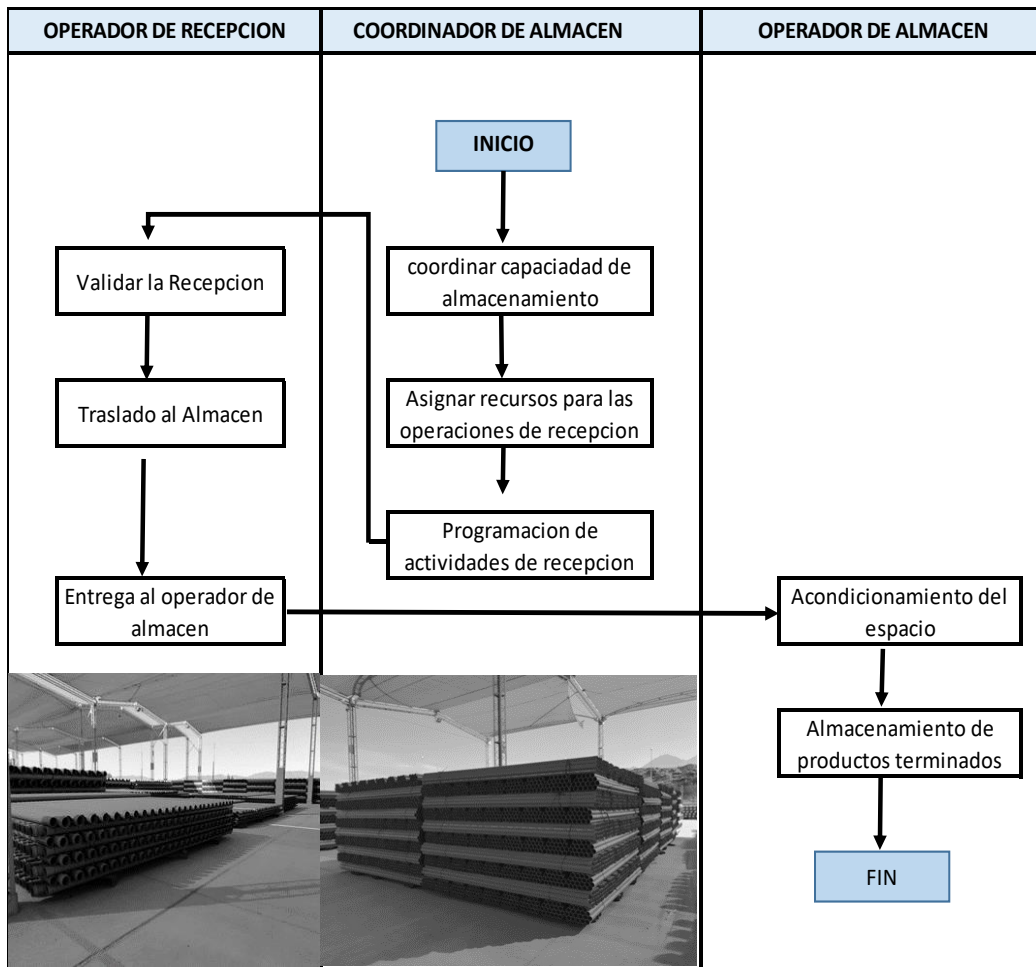 OPERADOR DE RECEPCION
COORDINADOR DE ALMACEN
OPERADOR DE ALMACEN
INICIO
Validar la Recepcion
coordinar capaciadad de
almacenamiento
Traslado al Almacen
Asignar recursos para las
operaciones de recepcion
Programacion de
actividades de recepcion
Entrega al operador de
almacen
Acondicionamiento del
espacio
Almacenamiento de
productos terminados
FIN